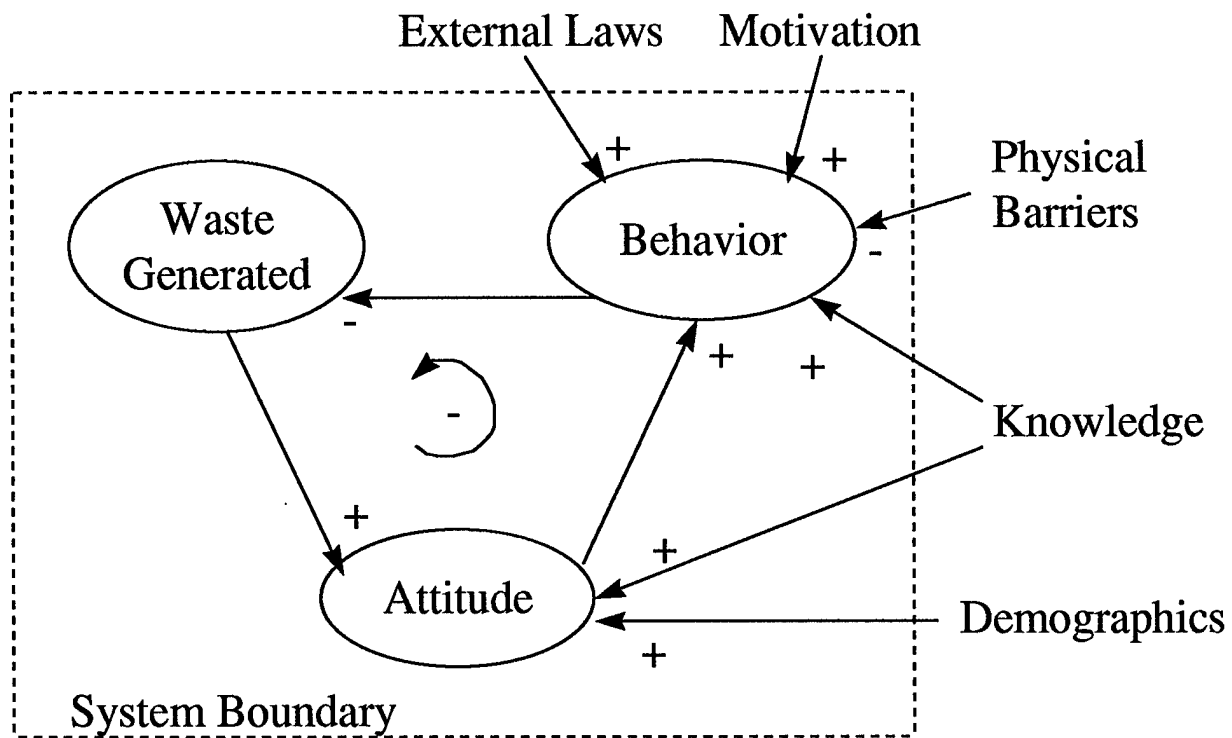 External Laws
Motivation
+
+
Physical
Barriers
Waste
Generated
Behavior
-
-
+
+
-
Knowledge
+
+
Attitude
Demographics
+
System Boundary